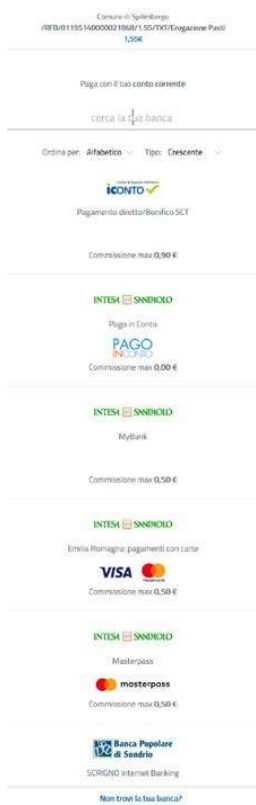 Comune di Spilimbergo
/RFB/01195140000021868/1.55/TXT/Erogazione Pasti
1,55€
Paga con il tuo conto corrente
cerca la tua banca
Ordina per: Alfabetico Tipo: Crescente
iCONTO
Pagamento diretto/Bonifico SCT
Commissione max 0,90 €
INTESA SANPAOLO
Pago in Conto
PAGO
INCONTO
Commissione max 0,00 €
INTESA SANPAOLO
MyBank
Commissione max 0,50 €
INTESA SANPAOLO
Emilia Romagna: pagamenti con carte
VISA
Commissione max 0,50 €
INTESA SANPAOLO
Masterpass
masterpass
Commissione max 0,50 €
Banca Popolare
di Sondrio
SCRIGNO Internet Banking
Non trovi la tua banca?